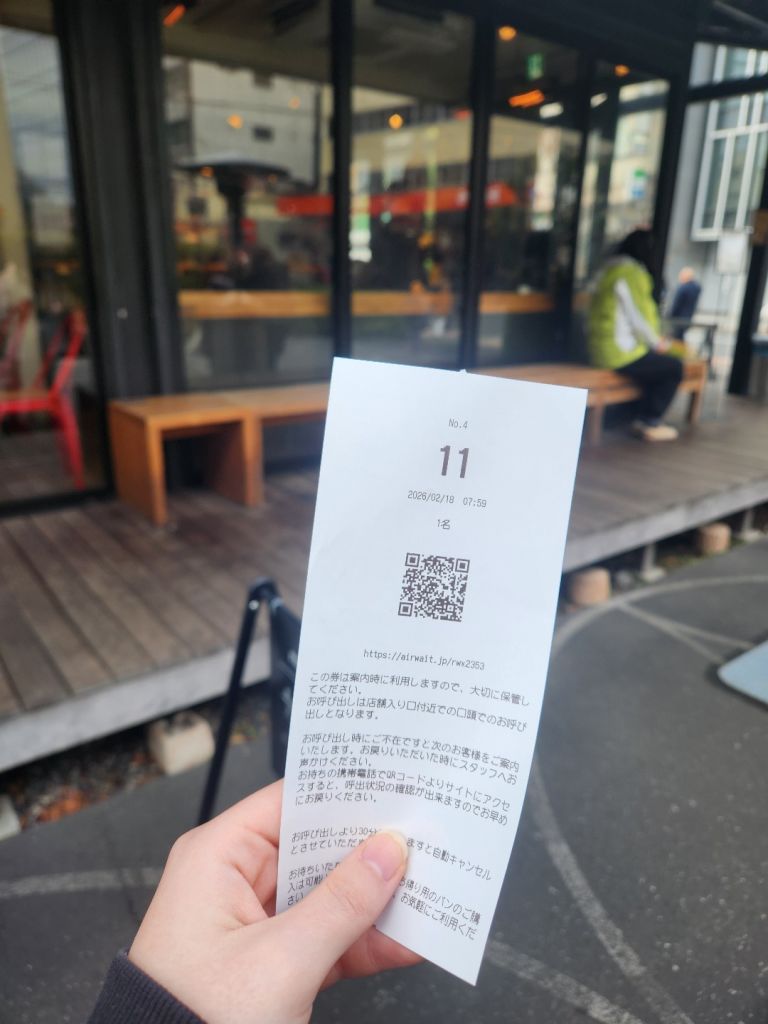 No.4
11
2026/02/18 07:59
1名
https://airwait.jp/rwx2353
この券は案内時に利用しますので、大切に保管し
てください。
お呼び出しは店舗入り口付近での口頭でのお呼び
出しとなります。
お呼び出し時にご不在ですと次のお客様をご案内
いたします。お戻りいただいた時にスタッフへお
声かけください。
お持ちの携帯電話でQRコードよりサイトにアクセ
スすると、呼出状況の確認が出来ますのでお早め
にお戻りください。
お呼び出しより30分 ますと自動キャンセル
とさせていただ
お待ちいた お帰り用のパンのご購
入は可能 お気軽にご利用くだ
さい